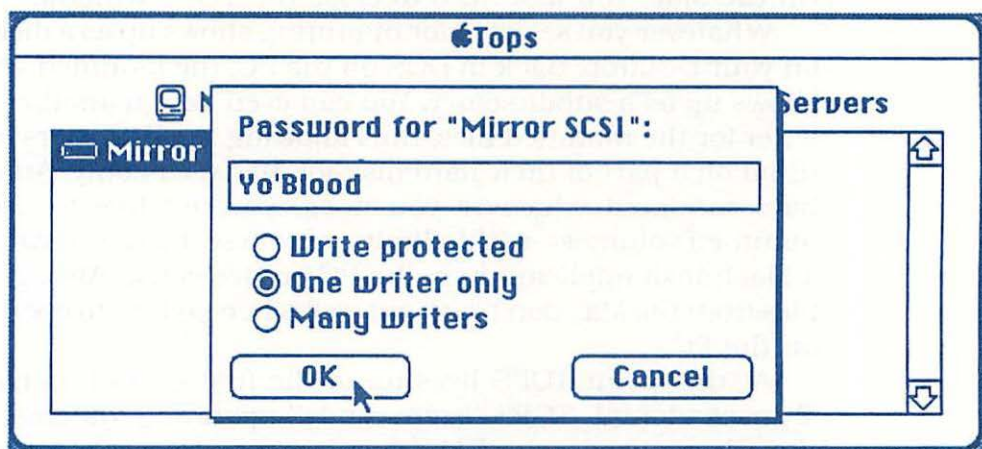 Tops
Servers
Mirror
Password for "Mirror SCSI":
Yo'Blood
Write protected
One writer only
Many writers
OK
Cancel